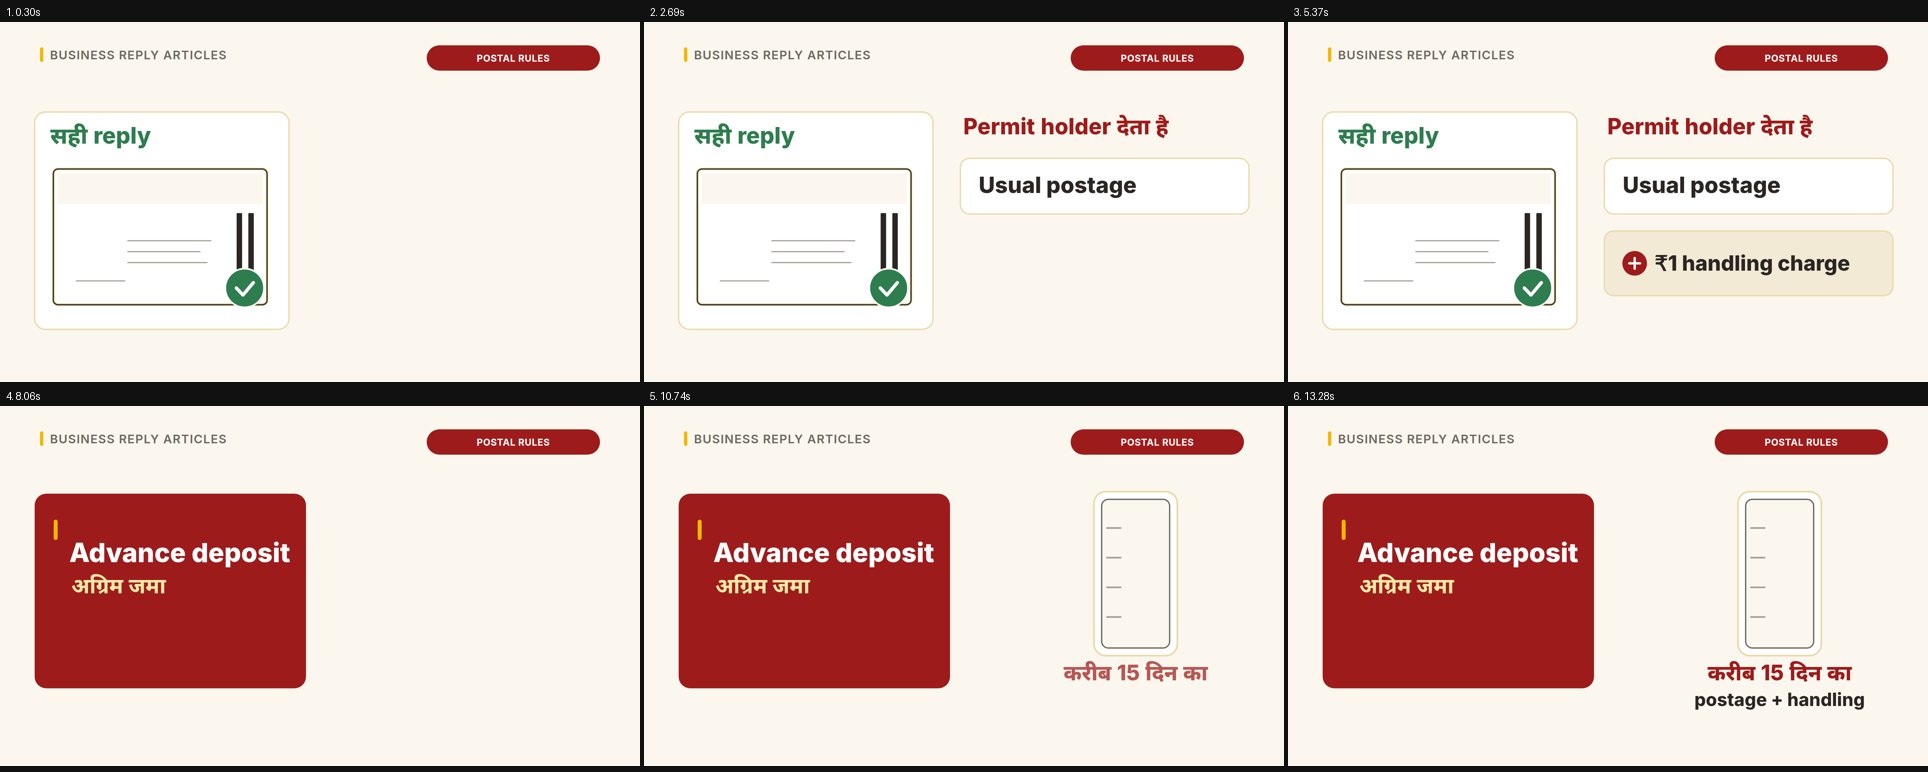 1. 0.30s
BUSINESS REPLY ARTICLES
POSTAL RULES
सही reply
2. 2.69s
BUSINESS REPLY ARTICLES
POSTAL RULES
सही reply
Permit holder देता है
Usual postage
3. 5.37s
BUSINESS REPLY ARTICLES
POSTAL RULES
सही reply
Permit holder देता है
Usual postage
₹1 handling charge
4. 8.06s
BUSINESS REPLY ARTICLES
POSTAL RULES
Advance deposit
अग्रिम जमा
5. 10.74s
BUSINESS REPLY ARTICLES
POSTAL RULES
Advance deposit
अग्रिम जमा
करीब 15 दिन का
6. 13.28s
BUSINESS REPLY ARTICLES
POSTAL RULES
Advance deposit
अग्रिम जमा
करीब 15 दिन का
postage + handling